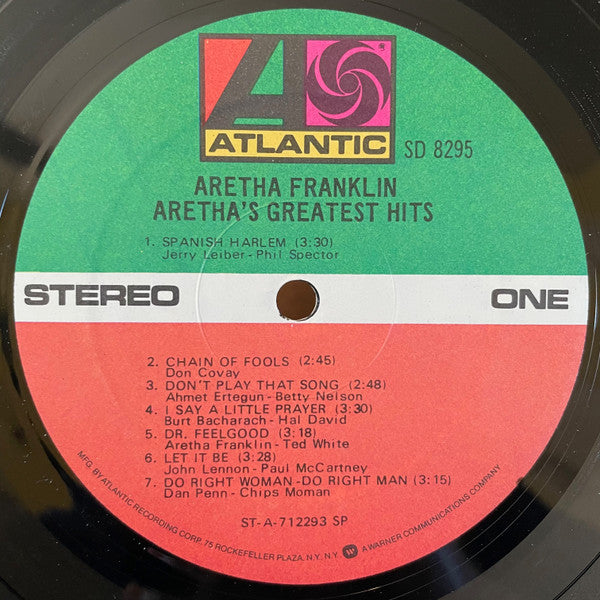 ATLANTIC
®
SD 8295
ARETHA FRANKLIN
ARETHA'S GREATEST HITS
1. SPANISH HARLEM (3:30)
Jerry Leiber - Phil Spector
STEREO
ONE
2. CHAIN OF FOOLS (2:45)
Don Covay
3. DON'T PLAY THAT SONG (2:48)
Ahmet Ertegun - Betty Nelson
4. I SAY A LITTLE PRAYER (3:30)
Burt Bacharach - Hal David
5. DR. FEELGOOD (3:18)
Aretha Franklin - Ted White
6. LET IT BE (3:28)
John Lennon - Paul McCartney
7. DO RIGHT WOMAN - DO RIGHT MAN (3:15)
Dan Penn - Chips Moman
ST-A-712293 SP
MFG. BY ATLANTIC RECORDING CORP. 75 ROCKEFELLER PLAZA, N.Y. N.Y. W A WARNER COMMUNICATIONS COMPANY